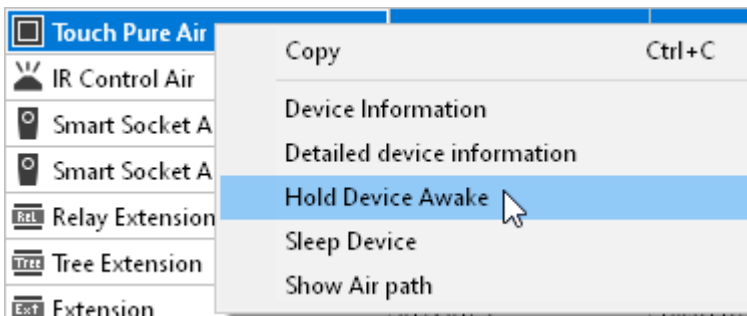 Touch Pure Air
IR Control Air
Smart Socket A
Smart Socket A
Relay Extension
Tree Extension
Extension
Copy Ctrl+C
Device Information
Detailed device information
Hold Device Awake
Sleep Device
Show Air path